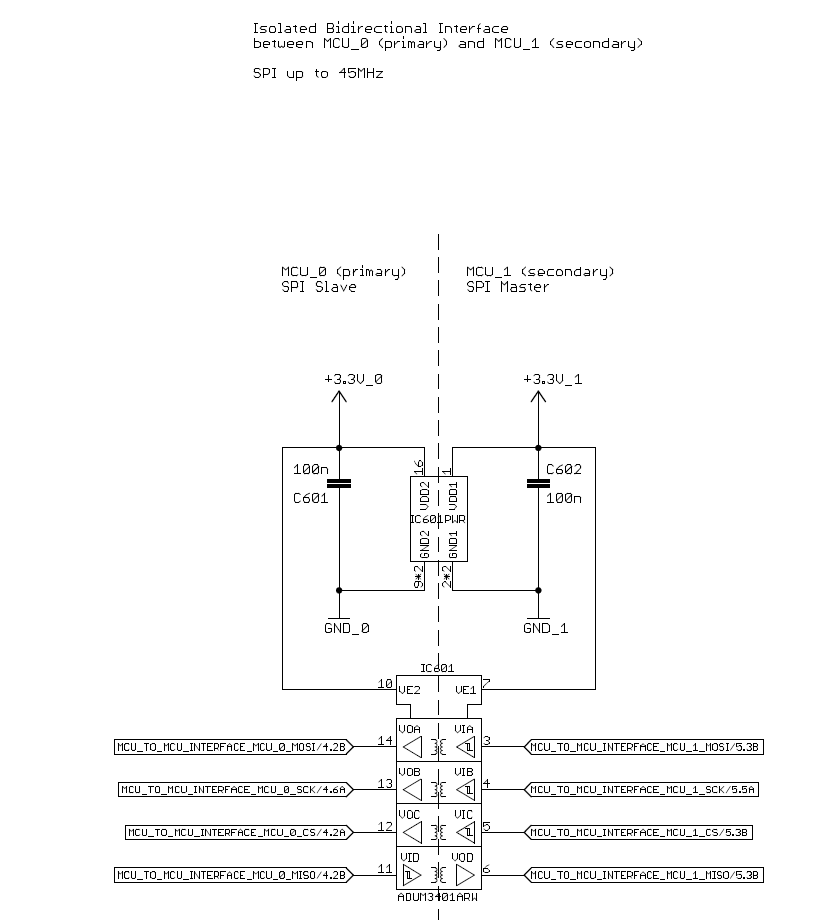 Isolated Bidirectional Interface
between MCU_0 (primary) and MCU_1 (secondary)
SPI up to 45MHz
MCU_0 (primary)
SPI Slave
MCU_1 (secondary)
SPI Master
+3.3V_0
+3.3V_1
100n
C601
C602
100n
16
1
VDD2
VDD1
IC601PWR
GND2
GND1
9*2
2*2
GND_0
GND_1
IC601
10
VE2
VE1
7
MCU_TO_MCU_INTERFACE_MCU_0_MOSI/4.2B
14
VOA
VIA
3
MCU_TO_MCU_INTERFACE_MCU_1_MOSI/5.3B
MCU_TO_MCU_INTERFACE_MCU_0_SCK/4.6A
13
VOB
VIB
4
MCU_TO_MCU_INTERFACE_MCU_1_SCK/5.5A
MCU_TO_MCU_INTERFACE_MCU_0_CS/4.2A
12
VOC
VIC
5
MCU_TO_MCU_INTERFACE_MCU_1_CS/5.3B
MCU_TO_MCU_INTERFACE_MCU_0_MISO/4.2B
11
VID
VOD
6
MCU_TO_MCU_INTERFACE_MCU_1_MISO/5.3B
ADUM3401ARW